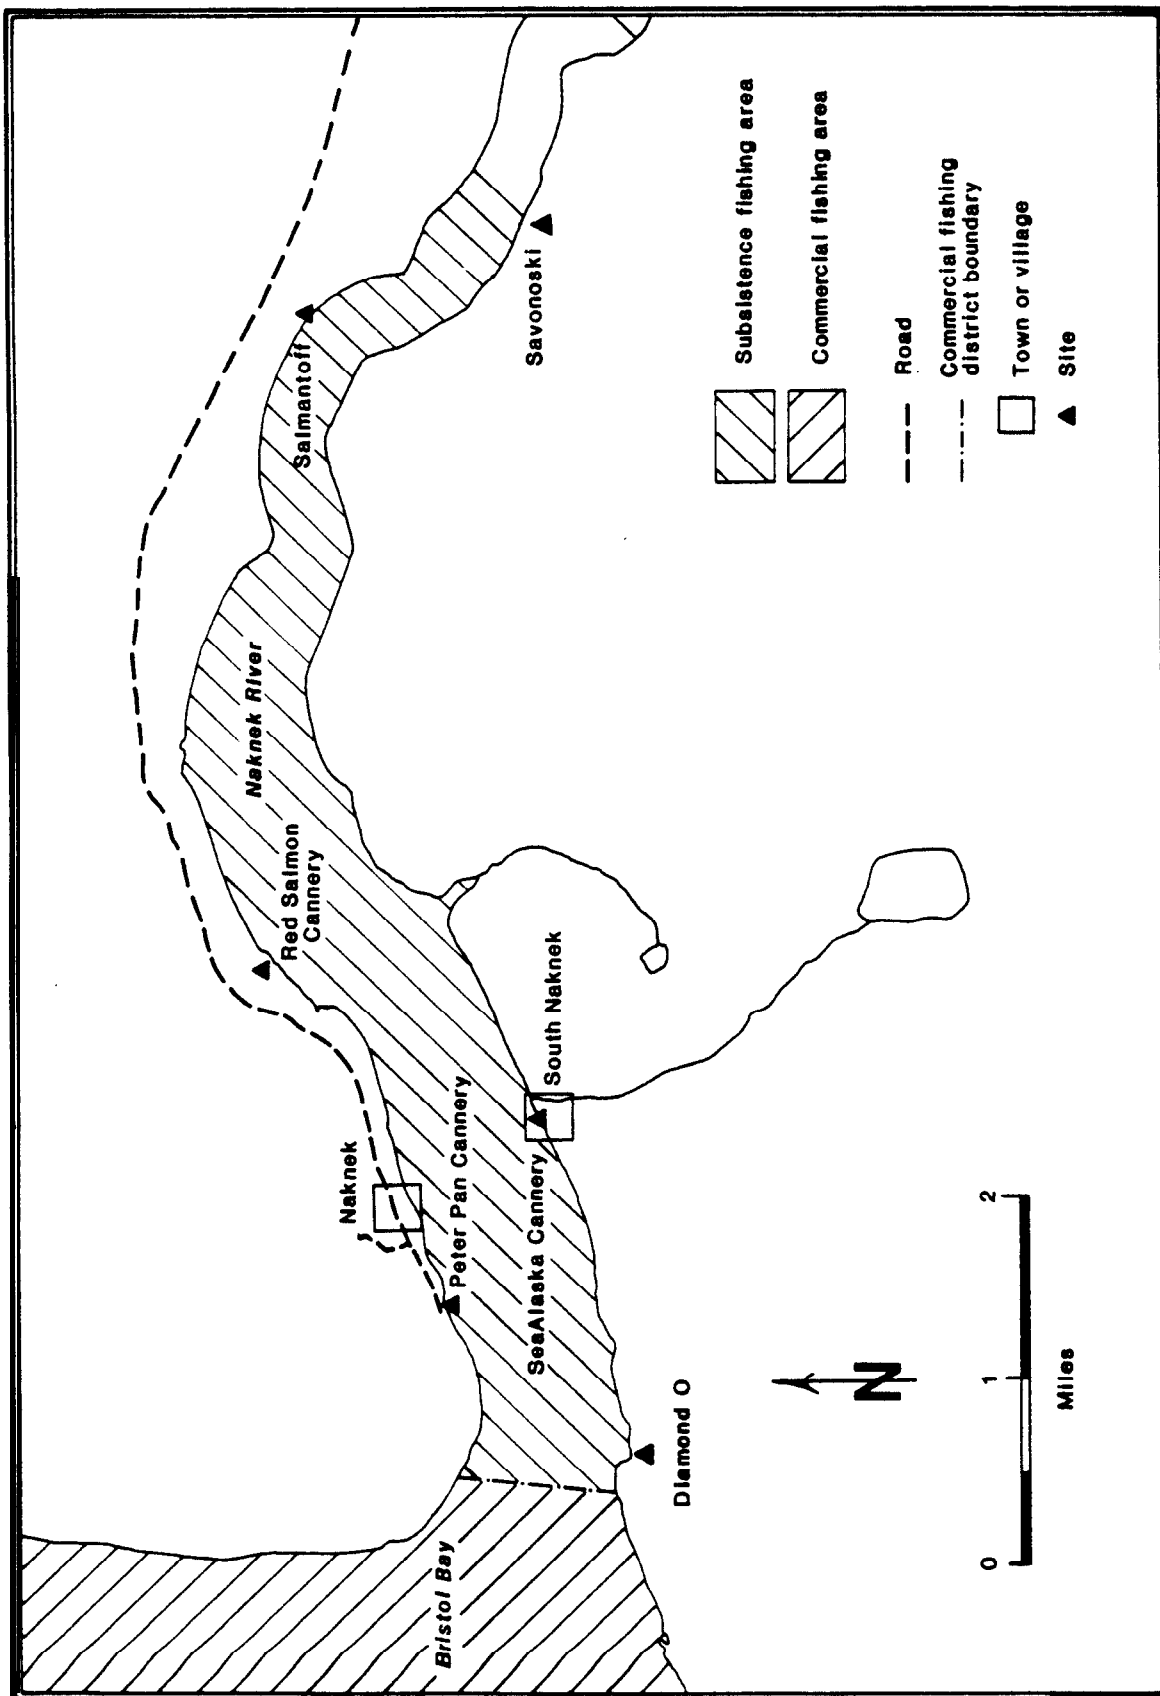 Naknek River
Salmantoff
Savonoski
Red Salmon
Cannery
Naknek
Peter Pan Cannery
South Naknek
SeaAlaska Cannery
Diamond O
Bristol Bay
Subsistence fishing area
Commercial fishing area
Road
Commercial fishing
district boundary
Town or village
Site
N
0 1 2
Miles